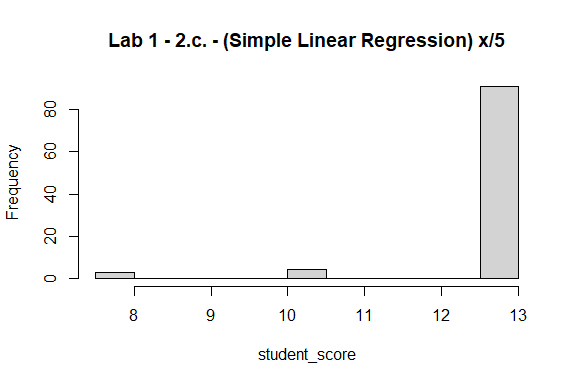 Lab 1 - 2.c. - (Simple Linear Regression) x/5
Frequency
80
60
40
20
0
8 9 10 11 12 13
student_score